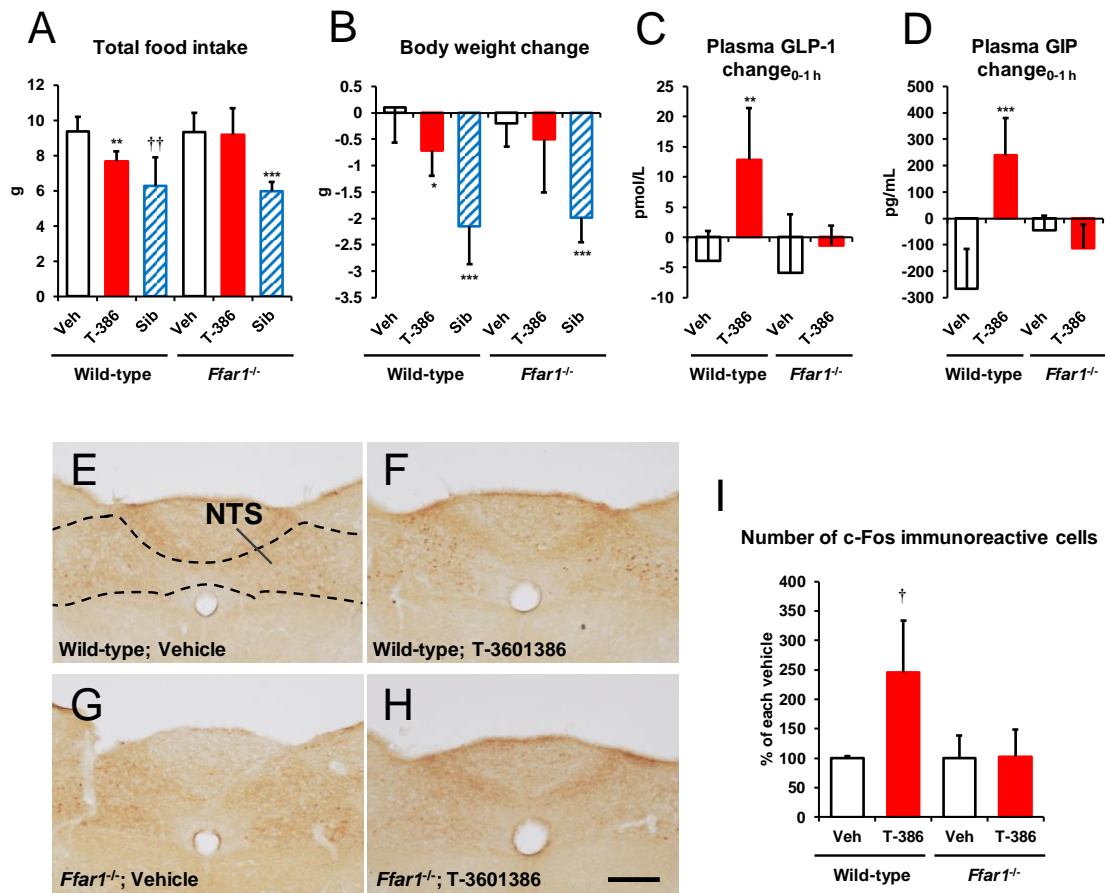 A
Total food intake
12
10
8
6
4
2
0
g
**
††
***
Veh
T-386
Sib
Veh
T-386
Sib
Wild-type
Ffar1-/-
B
Body weight change
0.5
0
-0.5
-1
-1.5
-2
-2.5
-3
-3.5
g
*
***
***
Veh
T-386
Sib
Veh
T-386
Sib
Wild-type
Ffar1-/-
C
Plasma GLP-1
change0-1 h
25
20
15
10
5
0
-5
-10
pmol/L
**
Veh
T-386
Veh
T-386
Wild-type
Ffar1-/-
D
Plasma GIP
change0-1 h
500
400
300
200
100
0
-100
-200
-300
pg/mL
***
Veh
T-386
Veh
T-386
Wild-type
Ffar1-/-
E
NTS
Wild-type; Vehicle
F
Wild-type; T-3601386
G
Ffar1-/-; Vehicle
H
Ffar1-/-; T-3601386
I
Number of c-Fos immunoreactive cells
400
350
300
250
200
150
100
50
0
% of each vehicle
†
Veh
T-386
Veh
T-386
Wild-type
Ffar1-/-